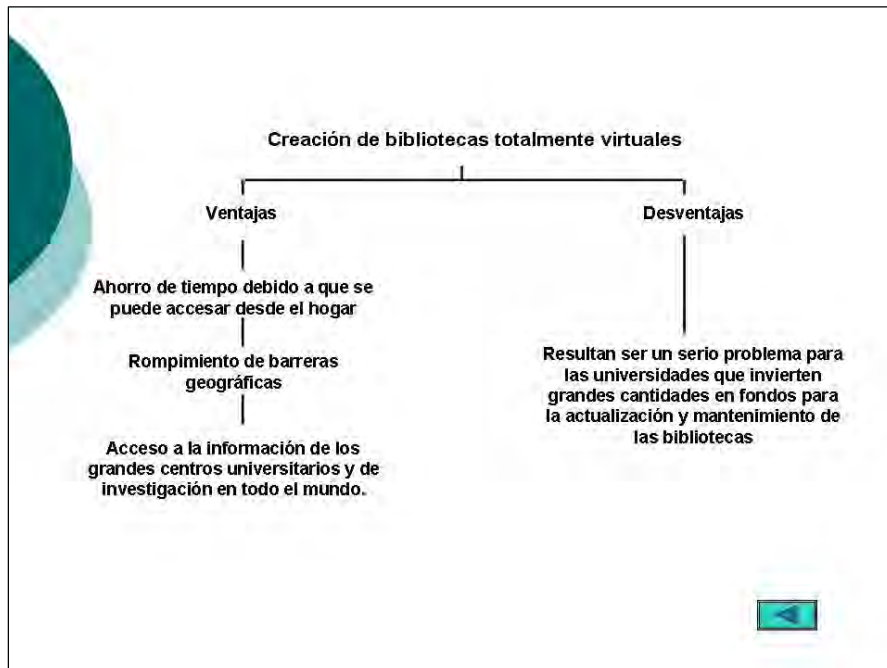 Creación de bibliotecas totalmente virtuales
Ventajas
Ahorro de tiempo debido a que se
puede accesar desde el hogar
Rompimiento de barreras
geográficas
Acceso a la información de los
grandes centros universitarios y de
investigación en todo el mundo.
Desventajas
Resultan ser un serio problema para
las universidades que invierten
grandes cantidades en fondos para
la actualización y mantenimiento de
las bibliotecas